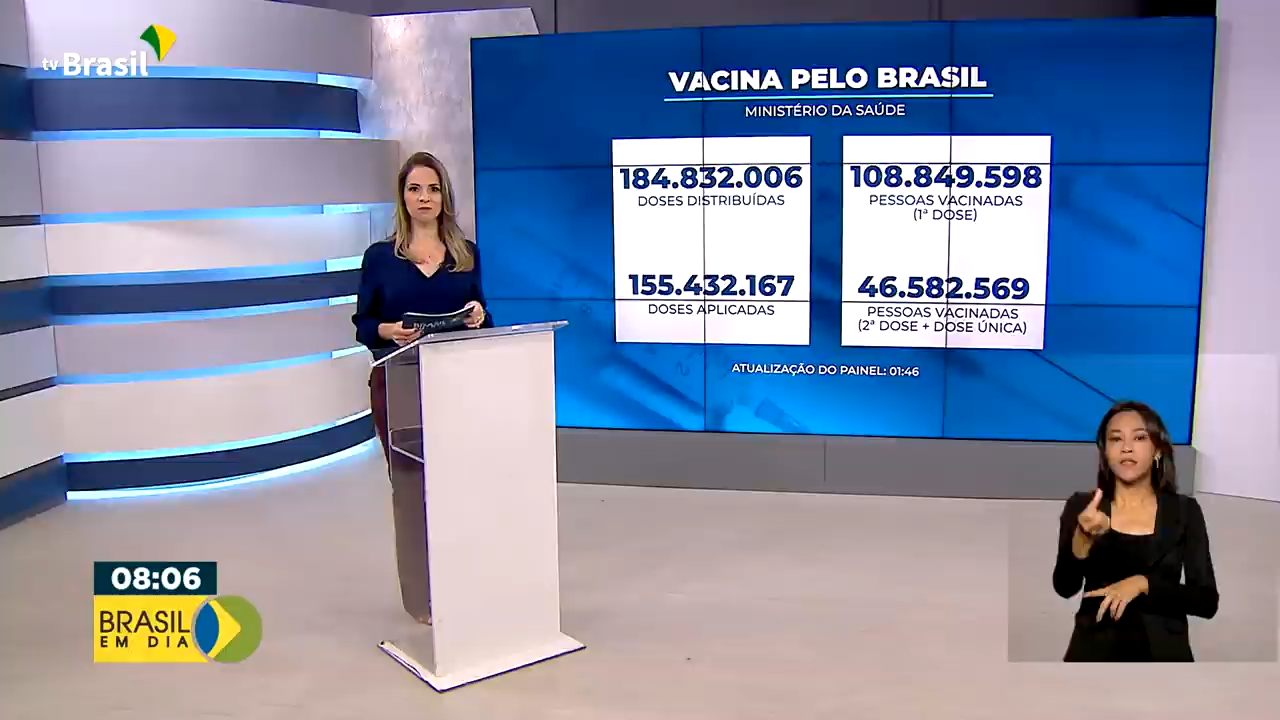 tv Brasil
VACINA PELO BRASIL
MINISTÉRIO DA SAÚDE
184.832.006
DOSES DISTRIBUÍDAS
108.849.598
PESSOAS VACINADAS
(1ª DOSE)
155.432.167
DOSES APLICADAS
46.582.569
PESSOAS VACINADAS
(2ª DOSE + DOSE ÚNICA)
ATUALIZAÇÃO DO PAINEL: 01:46
08:06
BRASIL
EM DIA